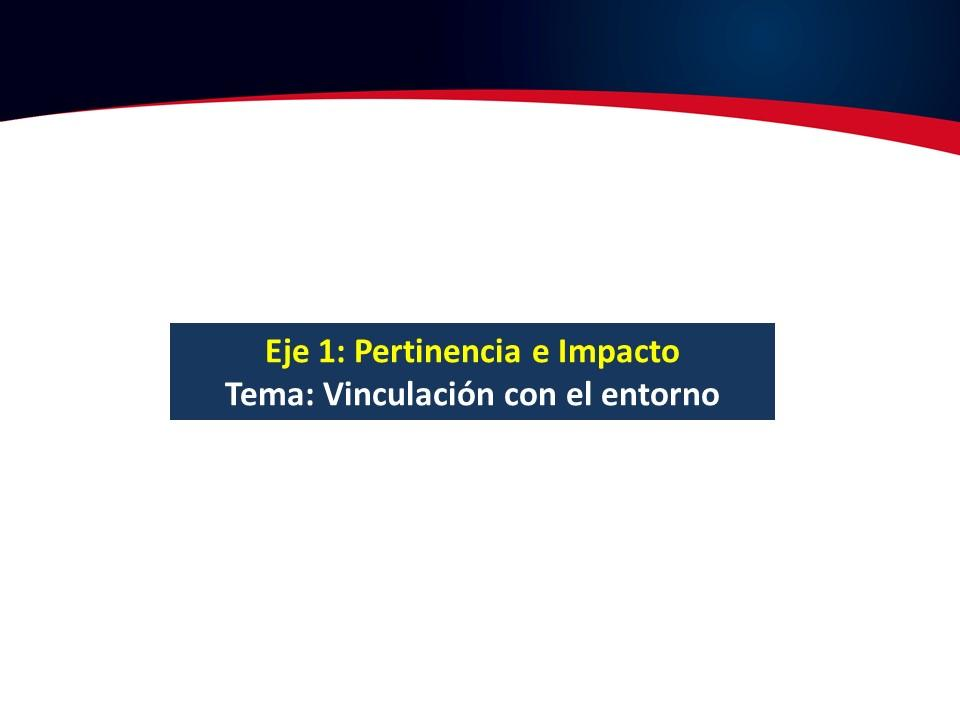 Eje 1: Pertinencia e Impacto
Tema: Vinculación con el entorno